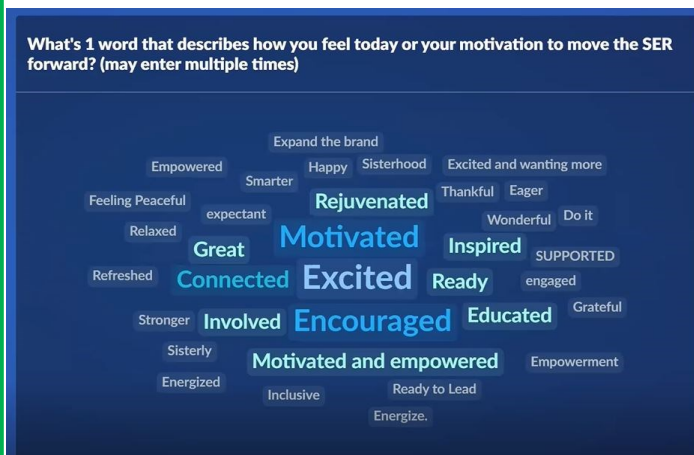 What's 1 word that describes how you feel today or your motivation to move the SER
forward? (may enter multiple times)
Expand the brand
Empowered
Happy
Sisterhood
Excited and wanting more
Smarter
Feeling Peaceful
Rejuvenated
Thankful
Eager
expectant
Wonderful
Do it
Relaxed
Great
Motivated
Inspired
SUPPORTED
Refreshed
Connected
Excited
Ready
engaged
Stronger
Involved
Encouraged
Educated
Grateful
Sisterly
Motivated and empowered
Empowerment
Energized
Inclusive
Ready to Lead
Energize.